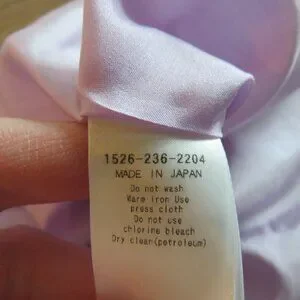 1526-236-2204
MADE IN JAPAN
Do not wash
Warm iron Use
press cloth
Do not use
chlorine bleach
Dry clean(petroleum)